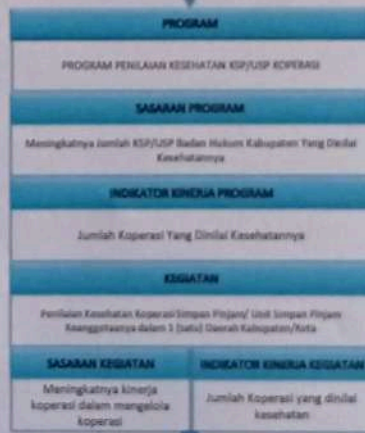 PROGRAM
PROGRAM PENILAIAN KESEHATAN KSP/USP KOPERASI
SASARAN PROGRAM
Meningkatnya Jumlah KSP/USP Badan Hukum Kabupaten Yang Dinilai
Kesehatannya
INDIKATOR KINERJA PROGRAM
Jumlah Koperasi Yang Dinilai Kesehatannya
KEGIATAN
Penilaian Kesehatan Koperasi Simpan Pinjam/ Unit Simpan Pinjam
Keanggotaanya dalam 1 (satu) Daerah Kabupaten/Kota
SASARAN KEGIATAN
Meningkatnya kinerja
koperasi dalam mengelola
koperasi
INDIKATOR KINERJA KEGIATAN
Jumlah Koperasi yang dinilai
kesehatan